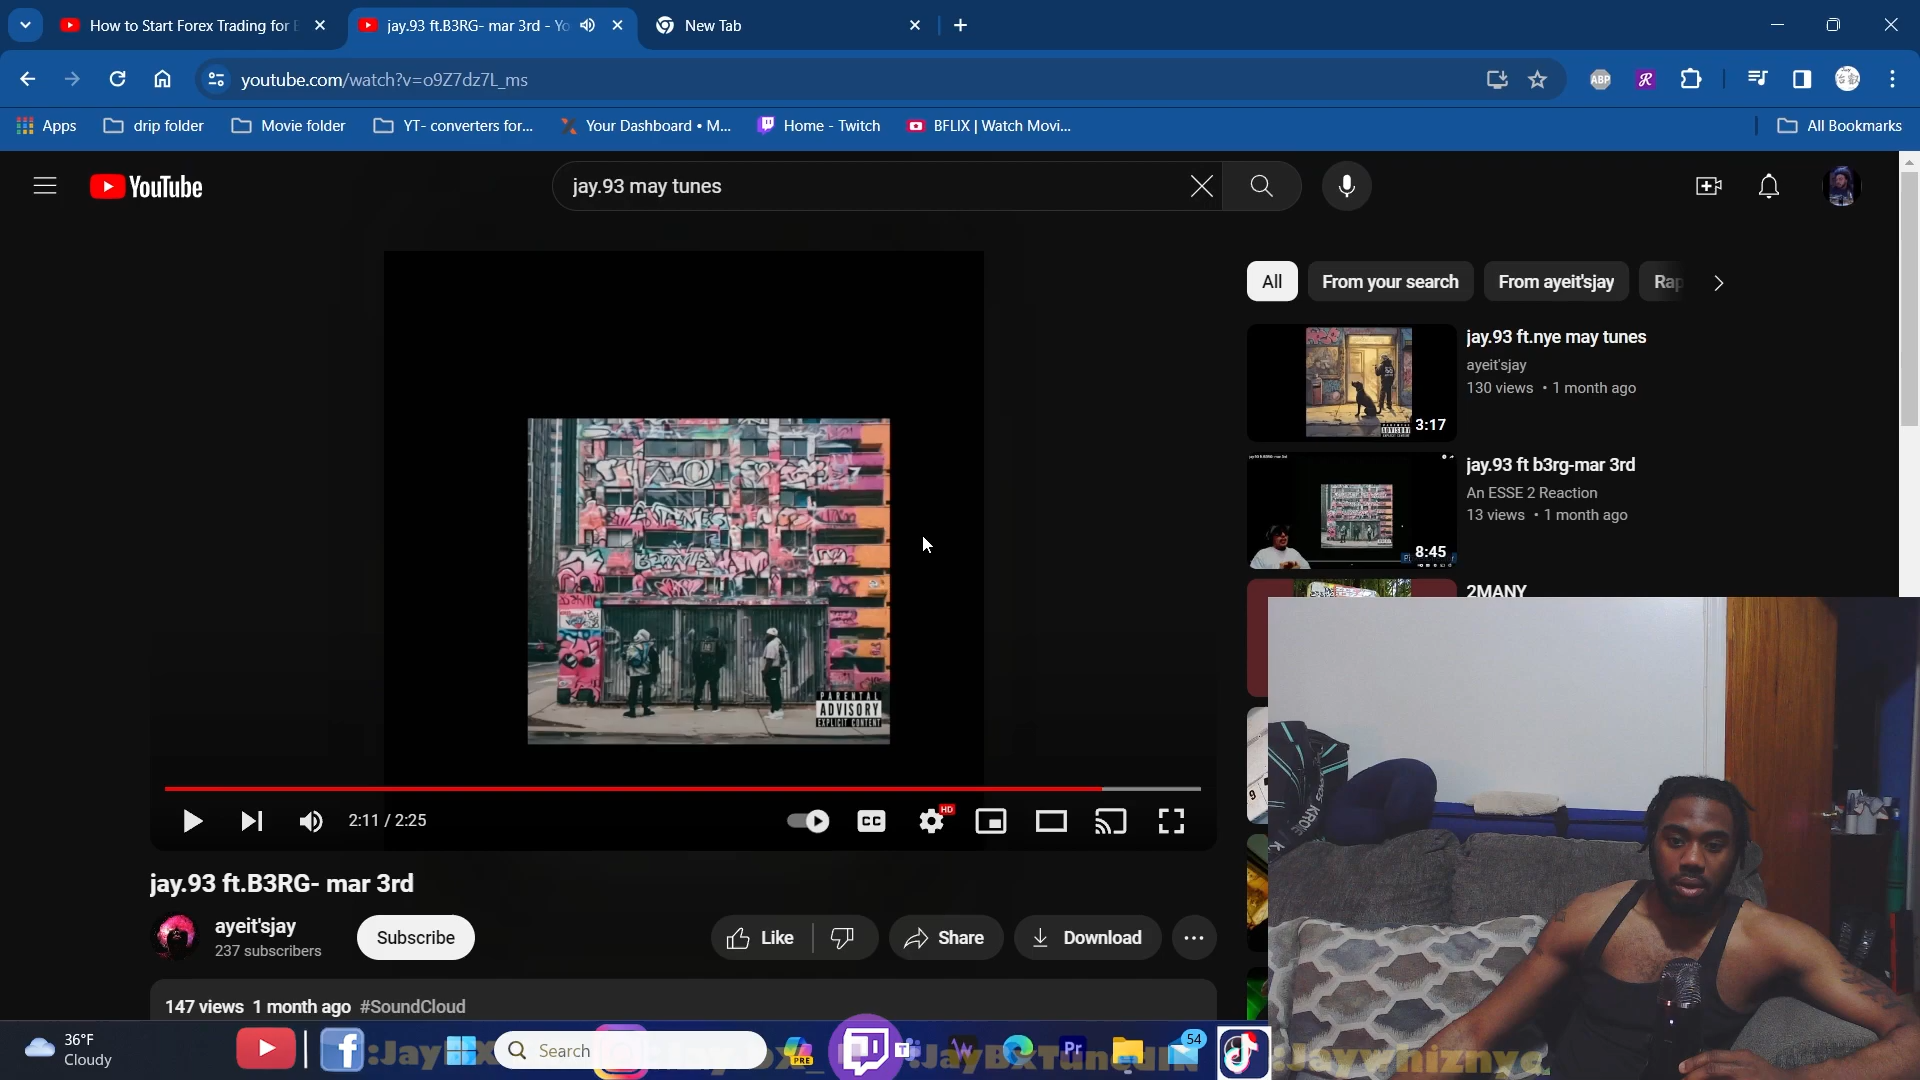 How to Start Forex Trading for
jay.93 ft.B3RG- mar 3rd - Yo
New Tab
youtube.com/watch?v=o9Z7dz7L_ms
ABP
Apps
drip folder
Movie folder
YT- converters for...
Your Dashboard • M...
Home - Twitch
BFLIX | Watch Movi...
All Bookmarks
YouTube
jay.93 may tunes
All
From your search
From ayeit'sjay
Rap
jay.93 ft.nye may tunes
ayeit'sjay
130 views • 1 month ago
3:17
jay.93 ft b3rg-mar 3rd
An ESSE 2 Reaction
13 views • 1 month ago
8:45
2MANY
PARENTAL
ADVISORY
EXPLICIT CONTENT
2:11 / 2:25
CC
HD
jay.93 ft.B3RG- mar 3rd
ayeit'sjay
237 subscribers
Subscribe
Like
Share
Download
147 views 1 month ago #SoundCloud
36°F
Cloudy
Search
PRE
Pr
54
:Jaywhiznyc